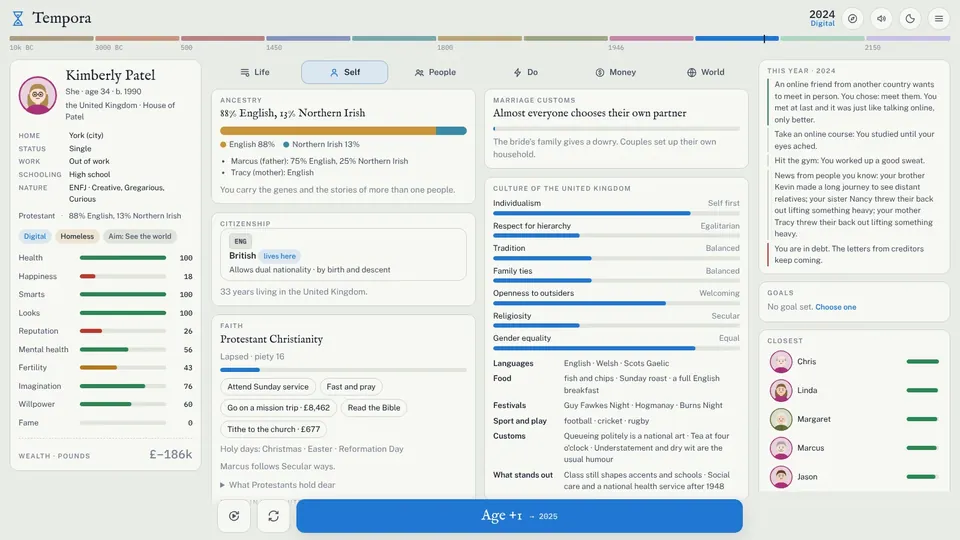 Tempora
2024
Digital
10k BC
3000 BC
500
1450
1800
1946
2150
Kimberly Patel
She · age 34 · b. 1990
the United Kingdom · House of
Patel
HOME York (city)
STATUS Single
WORK Out of work
SCHOOLING High school
NATURE ENFJ · Creative, Gregarious,
Curious
Protestant · 88% English, 13% Northern Irish
Digital
Homeless
Aim: See the world
Health 100
Happiness 18
Smarts 100
Looks 100
Reputation 26
Mental health 56
Fertility 43
Imagination 76
Willpower 60
Fame 0
WEALTH · POUNDS £−186k
Life
Self
People
Do
Money
World
ANCESTRY
88% English, 13% Northern Irish
English 88%
Northern Irish 13%
• Marcus (father): 75% English, 25% Northern Irish
• Tracy (mother): English
You carry the genes and the stories of more than one people.
CITIZENSHIP
ENG
British lives here
Allows dual nationality · by birth and descent
33 years living in the United Kingdom.
FAITH
Protestant Christianity
Lapsed · piety 16
Attend Sunday service
Fast and pray
Go on a mission trip · £8,462
Read the Bible
Tithe to the church · £677
Holy days: Christmas · Easter · Reformation Day
Marcus follows Secular ways.
▶ What Protestants hold dear
MARRIAGE CUSTOMS
Almost everyone chooses their own partner
The bride's family gives a dowry. Couples set up their own
household.
CULTURE OF THE UNITED KINGDOM
Individualism Self first
Respect for hierarchy Egalitarian
Tradition Balanced
Family ties Balanced
Openness to outsiders Welcoming
Religiosity Secular
Gender equality Equal
Languages English · Welsh · Scots Gaelic
Food fish and chips · Sunday roast · a full English
breakfast
Festivals Guy Fawkes Night · Hogmanay · Burns Night
Sport and play football · cricket · rugby
Customs Queueing politely is a national art · Tea at four
o'clock · Understatement and dry wit are the
usual humour
What stands out Class still shapes accents and schools · Social
care and a national health service after 1948
Age +1 → 2025
THIS YEAR · 2024
An online friend from another country wants
to meet in person. You chose: meet them. You
met at last and it was just like talking online,
only better.
Take an online course: You studied until your
eyes ached.
Hit the gym: You worked up a good sweat.
News from people you know: your brother
Kevin made a long journey to see distant
relatives; your sister Nancy threw their back
out lifting something heavy; your mother
Tracy threw their back out lifting something
heavy.
You are in debt. The letters from creditors
keep coming.
GOALS
No goal set. Choose one
CLOSEST
Chris
Linda
Margaret
Marcus
Jason